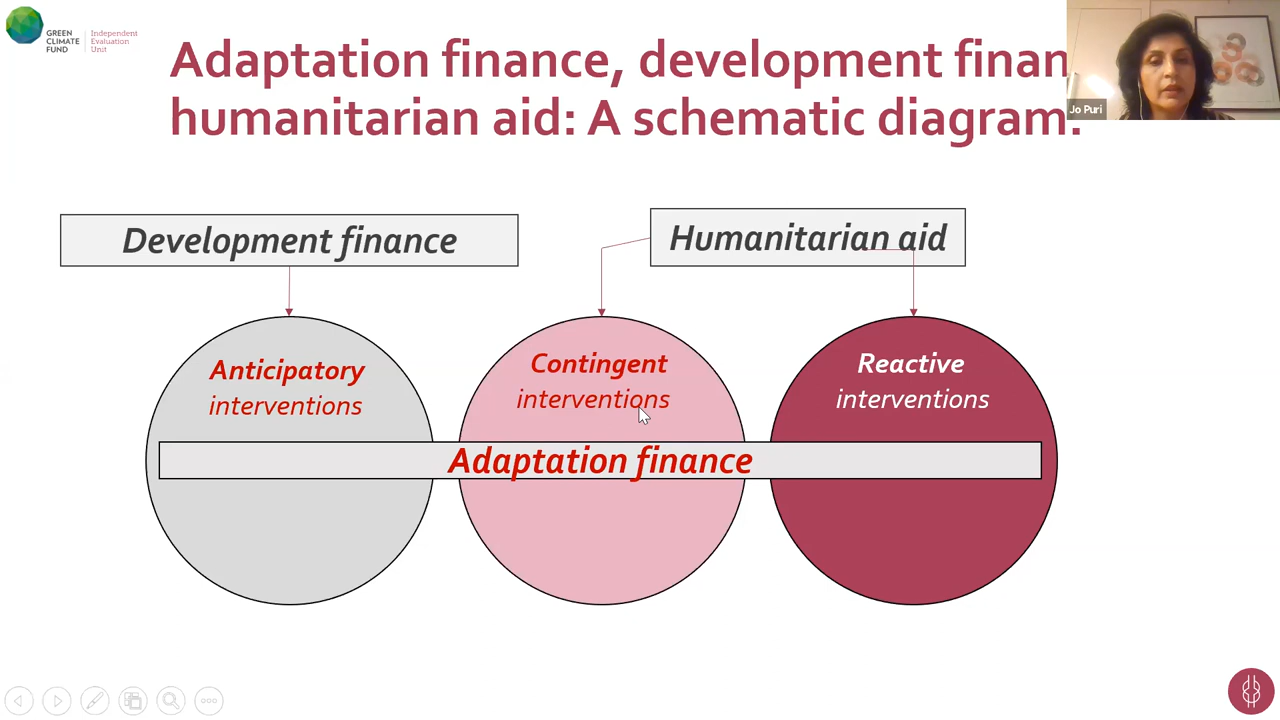 GREEN
CLIMATE
FUND
Independent
Evaluation
Unit
Adaptation finance, development finan
humanitarian aid: A schematic diagram.
Jo Puri
Development finance
Humanitarian aid
Anticipatory
interventions
Contingent
interventions
Reactive
interventions
Adaptation finance